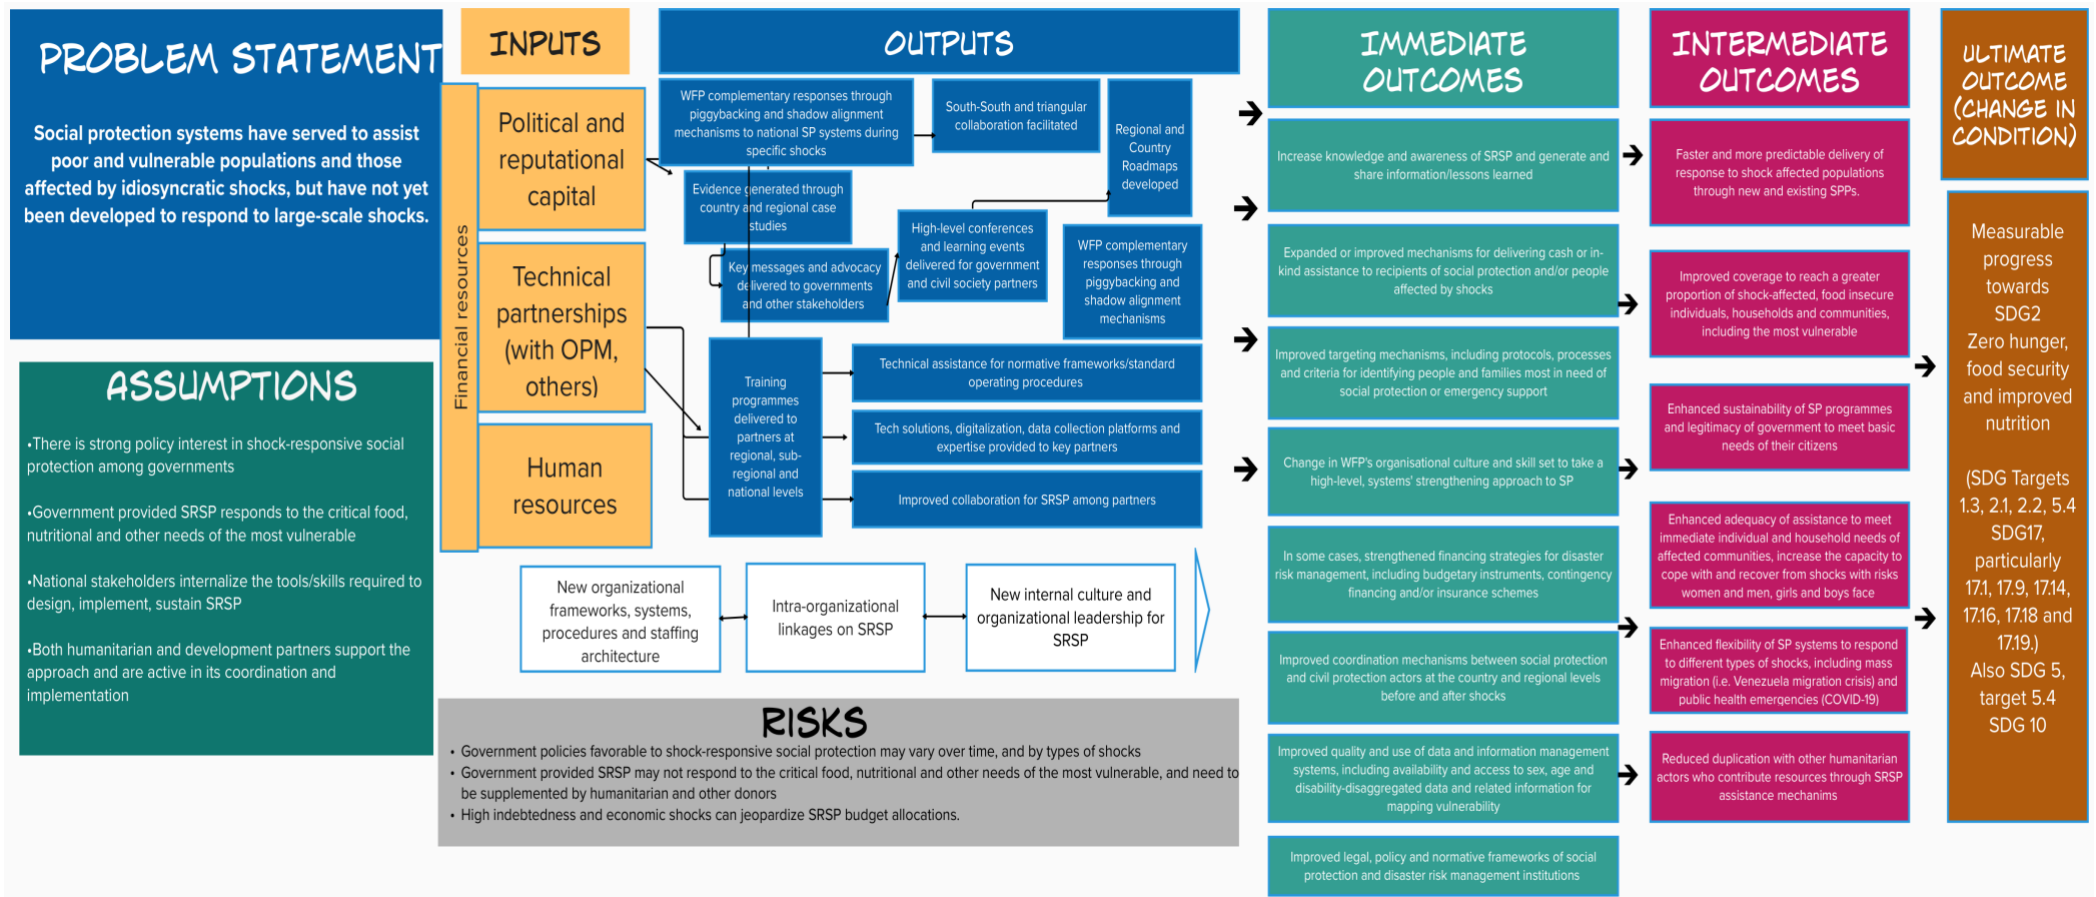 PROBLEM STATEMENT
Social protection systems have served to assist
poor and vulnerable populations and those
affected by idiosyncratic shocks, but have not yet
been developed to respond to large-scale shocks.
ASSUMPTIONS
•There is strong policy interest in shock-responsive social
protection among governments
•Government provided SRSP responds to the critical food,
nutritional and other needs of the most vulnerable
•National stakeholders internalize the tools/skills required to
design, implement, sustain SRSP
•Both humanitarian and development partners support the
approach and are active in its coordination and
implementation
INPUTS
Financial resources
Political and
reputational
capital
Technical
partnerships
(with OPM,
others)
Human
resources
OUTPUTS
WFP complementary responses through
piggybacking and shadow alignment
mechanisms to national SP systems during
specific shocks
South-South and triangular
collaboration facilitated
Regional and
Country
Roadmaps
developed
Evidence generated through
country and regional case
studies
Key messages and advocacy
delivered to governments
and other stakeholders
High-level conferences
and learning events
delivered for government
and civil society partners
WFP complementary
responses through
piggybacking and
shadow alignment
mechanisms
Training
programmes
delivered to
partners at
regional, sub-
regional and
national levels
Technical assistance for normative frameworks/standard
operating procedures
Tech solutions, digitalization, data collection platforms and
expertise provided to key partners
Improved collaboration for SRSP among partners
New organizational
frameworks, systems,
procedures and staffing
architecture
Intra-organizational
linkages on SRSP
New internal culture and
organizational leadership for
SRSP
RISKS
• Government policies favorable to shock-responsive social protection may vary over time, and by types of shocks
• Government provided SRSP may not respond to the critical food, nutritional and other needs of the most vulnerable, and need to
be supplemented by humanitarian and other donors
• High indebtedness and economic shocks can jeopardize SRSP budget allocations.
IMMEDIATE
OUTCOMES
Increase knowledge and awareness of SRSP and generate and
share information/lessons learned
Expanded or improved mechanisms for delivering cash or in-
kind assistance to recipients of social protection and/or people
affected by shocks
Improved targeting mechanisms, including protocols, processes
and criteria for identifying people and families most in need of
social protection or emergency support
Change in WFP's organisational culture and skill set to take a
high-level, systems' strengthening approach to SP
In some cases, strengthened financing strategies for disaster
risk management, including budgetary instruments, contingency
financing and/or insurance schemes
Improved coordination mechanisms between social protection
and civil protection actors at the country and regional levels
before and after shocks
Improved quality and use of data and information management
systems, including availability and access to sex, age and
disability-disaggregated data and related information for
mapping vulnerability
Improved legal, policy and normative frameworks of social
protection and disaster risk management institutions
INTERMEDIATE
OUTCOMES
Faster and more predictable delivery of
response to shock affected populations
through new and existing SPPs.
Improved coverage to reach a greater
proportion of shock-affected, food insecure
individuals, households and communities,
including the most vulnerable
Enhanced sustainability of SP programmes
and legitimacy of government to meet basic
needs of their citizens
Enhanced adequacy of assistance to meet
immediate individual and household needs of
affected communities, increase the capacity to
cope with and recover from shocks with risks
women and men, girls and boys face
Enhanced flexibility of SP systems to respond
to different types of shocks, including mass
migration (i.e. Venezuela migration crisis) and
public health emergencies (COVID-19)
Reduced duplication with other humanitarian
actors who contribute resources through SRSP
assistance mechanims
ULTIMATE
OUTCOME
(CHANGE IN
CONDITION)
Measurable
progress
towards
SDG2
Zero hunger,
food security
and improved
nutrition
(SDG Targets
1.3, 2.1, 2.2, 5.4
SDG17,
particularly
17.1, 17.9, 17.14,
17.16, 17.18 and
17.19.)
Also SDG 5,
target 5.4
SDG 10